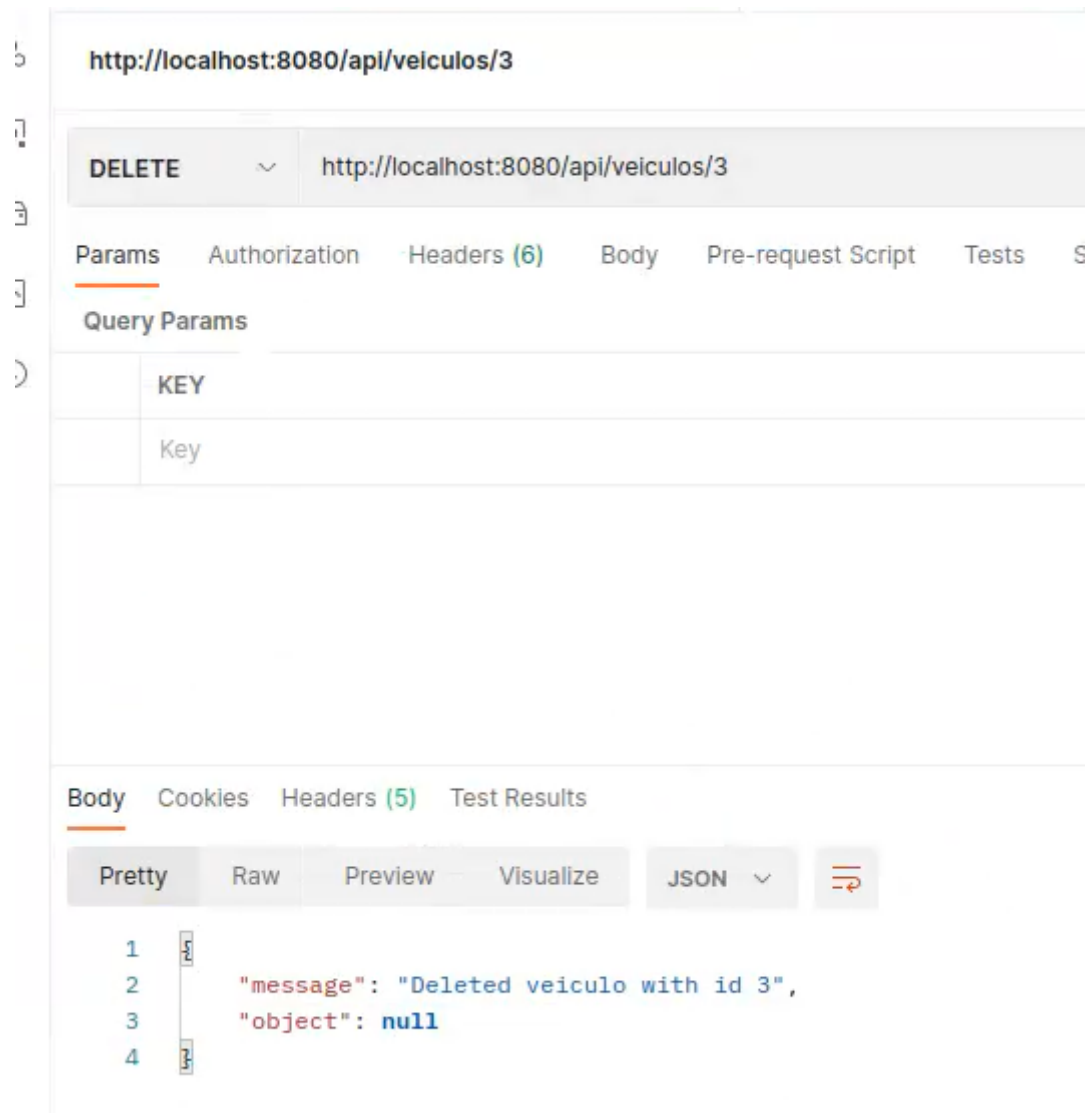 http://localhost:8080/api/veiculos/3
DELETE http://localhost:8080/api/veiculos/3
Params Authorization Headers (6) Body Pre-request Script Tests
Query Params
KEY
Key
Body Cookies Headers (5) Test Results
Pretty Raw Preview Visualize JSON
1 {
2 "message": "Deleted veiculo with id 3",
3 "object": null
4 }